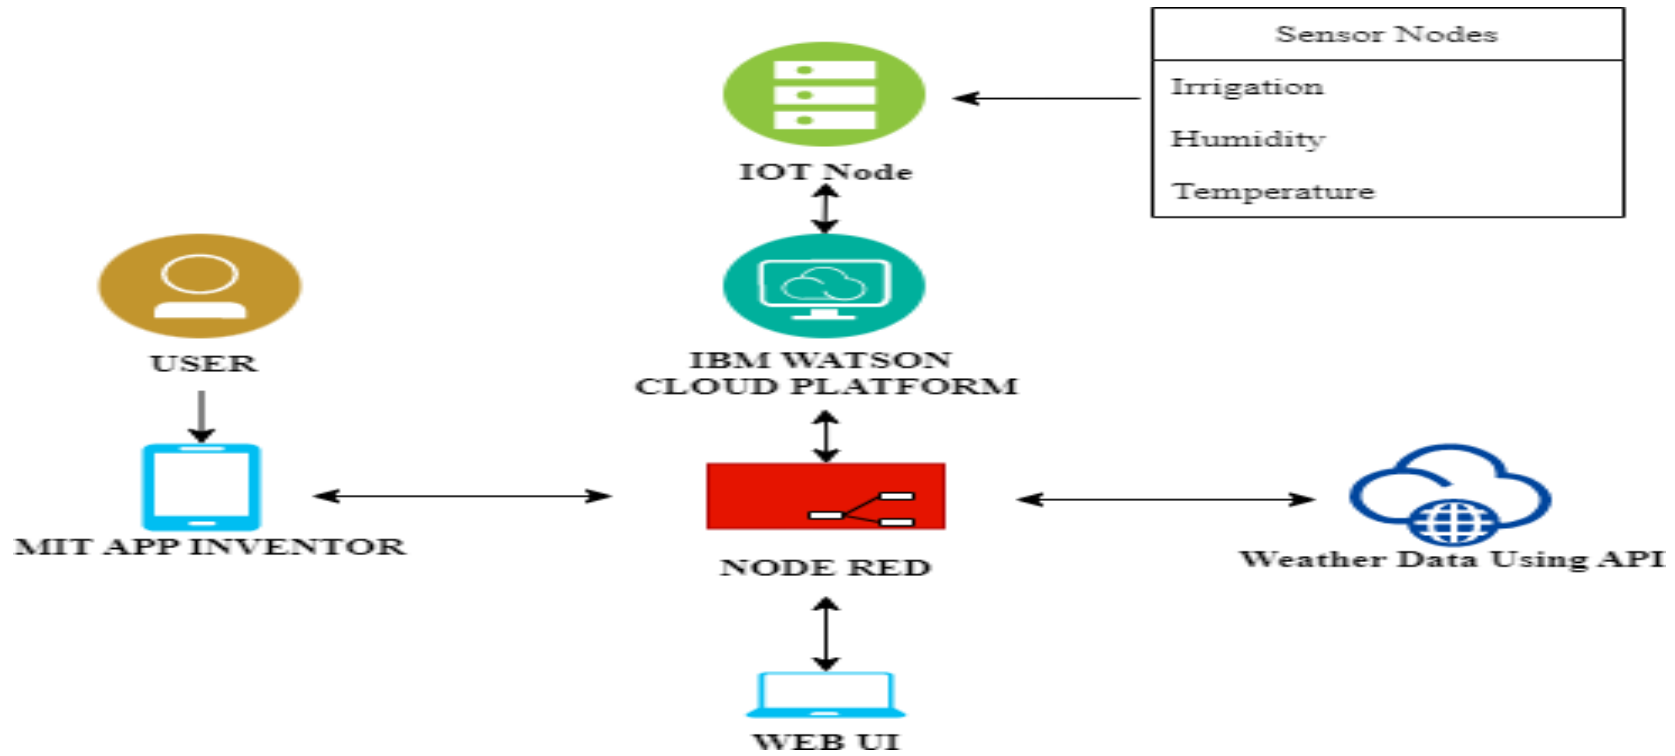 Sensor Nodes
Irrigation
Humidity
Temperature
IOT Node
USER
IBM WATSON
CLOUD PLATFORM
MIT APP INVENTOR
NODE RED
Weather Data Using API
WEB UI